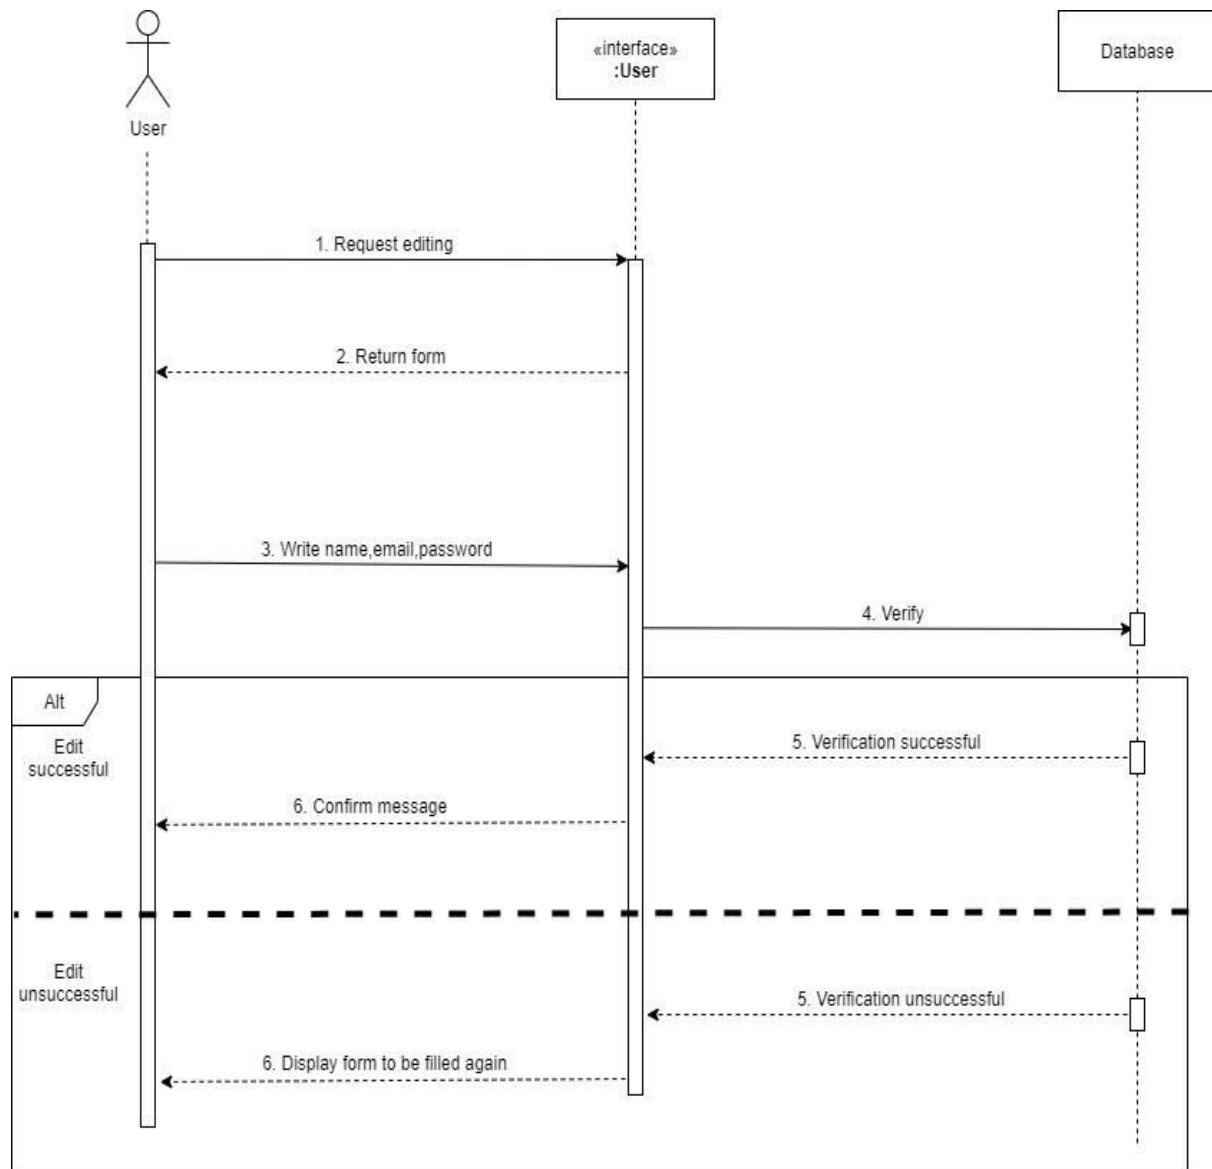 User
«interface»
:User
Database
1. Request editing
2. Return form
3. Write name,email,password
4. Verify
Alt
Edit
successful
5. Verification successful
6. Confirm message
Edit
unsuccessful
5. Verification unsuccessful
6. Display form to be filled again